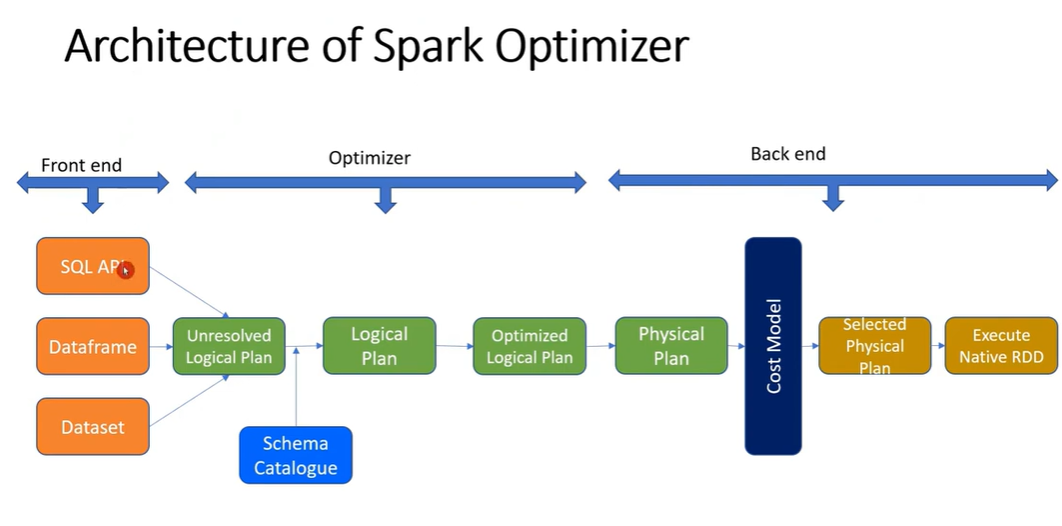 Architecture of Spark Optimizer
Front end
Optimizer
Back end
SQL API
Dataframe
Dataset
Unresolved
Logical Plan
Schema
Catalogue
Logical
Plan
Optimized
Logical Plan
Physical
Plan
Cost Model
Selected
Physical
Plan
Execute
Native RDD